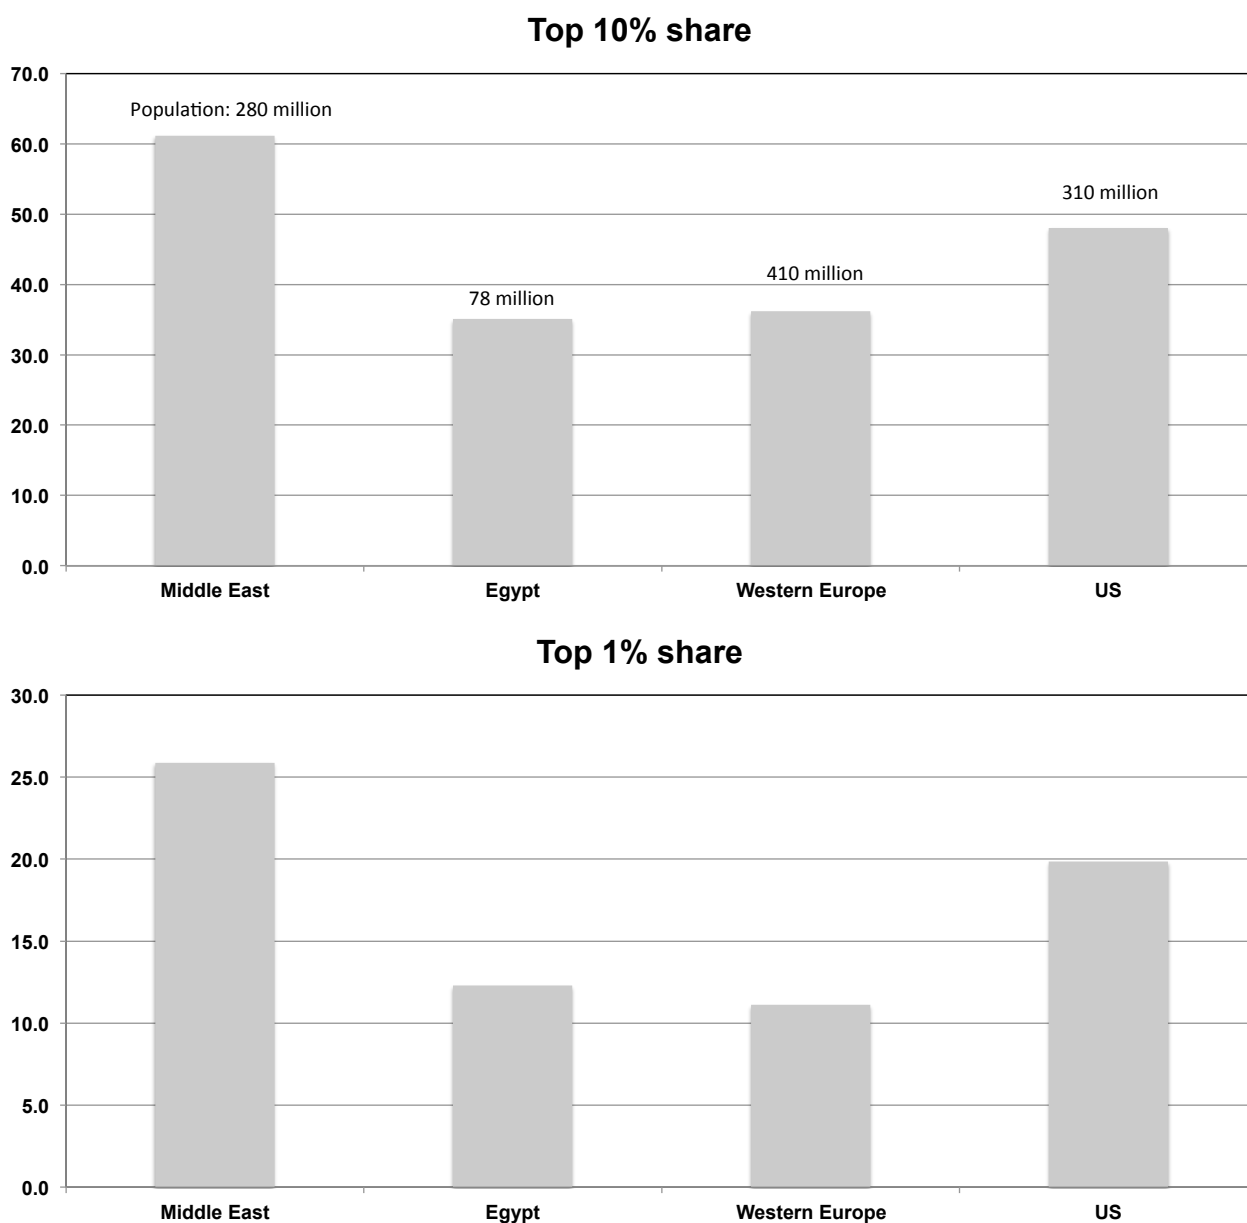 Top 10% share
70.0
Population: 280 million
60.0
310 million
50.0
410 million
40.0
78 million
30.0
20.0
10.0
0.0
Middle East Egypt Western Europe US
Top 1% share
30.0
25.0
20.0
15.0
10.0
5.0
0.0
Middle East Egypt Western Europe US